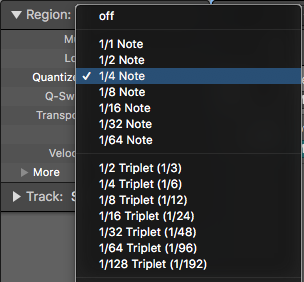 Region:
off
Mu
Lo
Quantize
Q-Sw
Transpo
Veloc
More
Track: S
✓ 1/4 Note
1/1 Note
1/2 Note
1/8 Note
1/16 Note
1/32 Note
1/64 Note
1/2 Triplet (1/3)
1/4 Triplet (1/6)
1/8 Triplet (1/12)
1/16 Triplet (1/24)
1/32 Triplet (1/48)
1/64 Triplet (1/96)
1/128 Triplet (1/192)